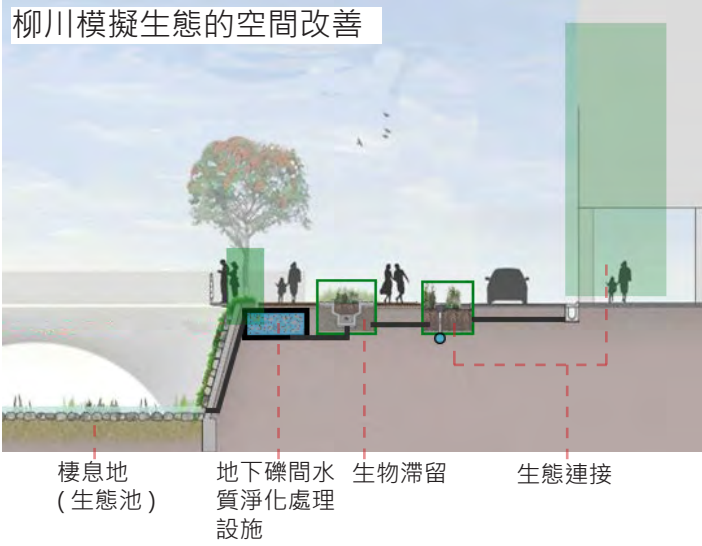 柳川模擬生態的空間改善
棲息地
(生態池)
地下礫間水
質淨化處理
設施
生物滯留
生態連接